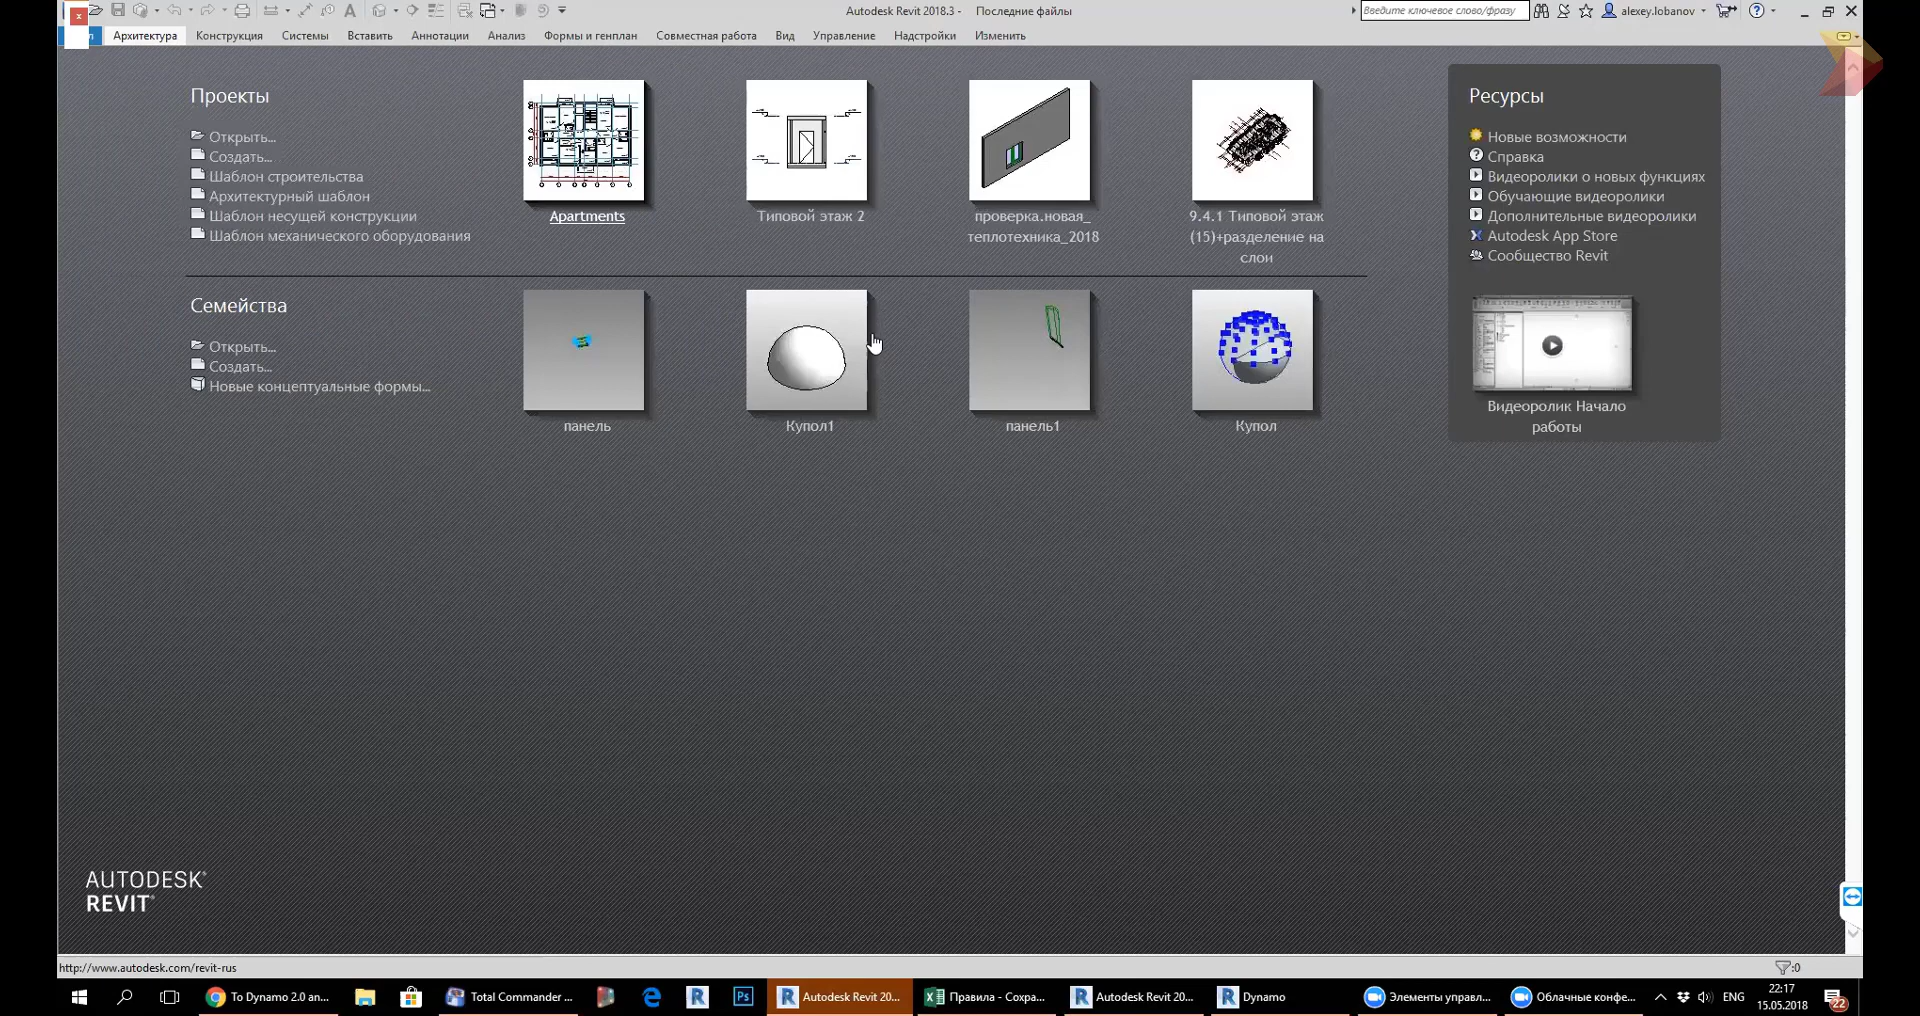 Autodesk Revit 2018.3 - Последние файлы
Введите ключевое слово/фразу
alexey.lobanov
Архитектура Конструкция Системы Вставить Аннотации Анализ Формы и генплан Совместная работа Вид Управление Надстройки Изменить
Проекты
Открыть...
Создать...
Шаблон строительства
Архитектурный шаблон
Шаблон несущей конструкции
Шаблон механического оборудования
Apartments
Типовой этаж 2
проверка.новая_
теплотехника_2018
9.4.1 Типовой этаж
(15)+разделение на
слои
Семейства
Открыть...
Создать...
Новые концептуальные формы...
панель
Купол1
панель1
Купол
Ресурсы
Новые возможности
Справка
Видеоролики о новых функциях
Обучающие видеоролики
Дополнительные видеоролики
Autodesk App Store
Сообщество Revit
Видеоролик Начало
работы
AUTODESK®
REVIT®
http://www.autodesk.com/revit-rus
:0
To Dynamo 2.0 an...
Total Commander ...
Autodesk Revit 20...
Правила - Сохра...
Autodesk Revit 20...
Dynamo
Элементы управл...
Облачные конфе...
ENG
22:17
15.05.2018
22